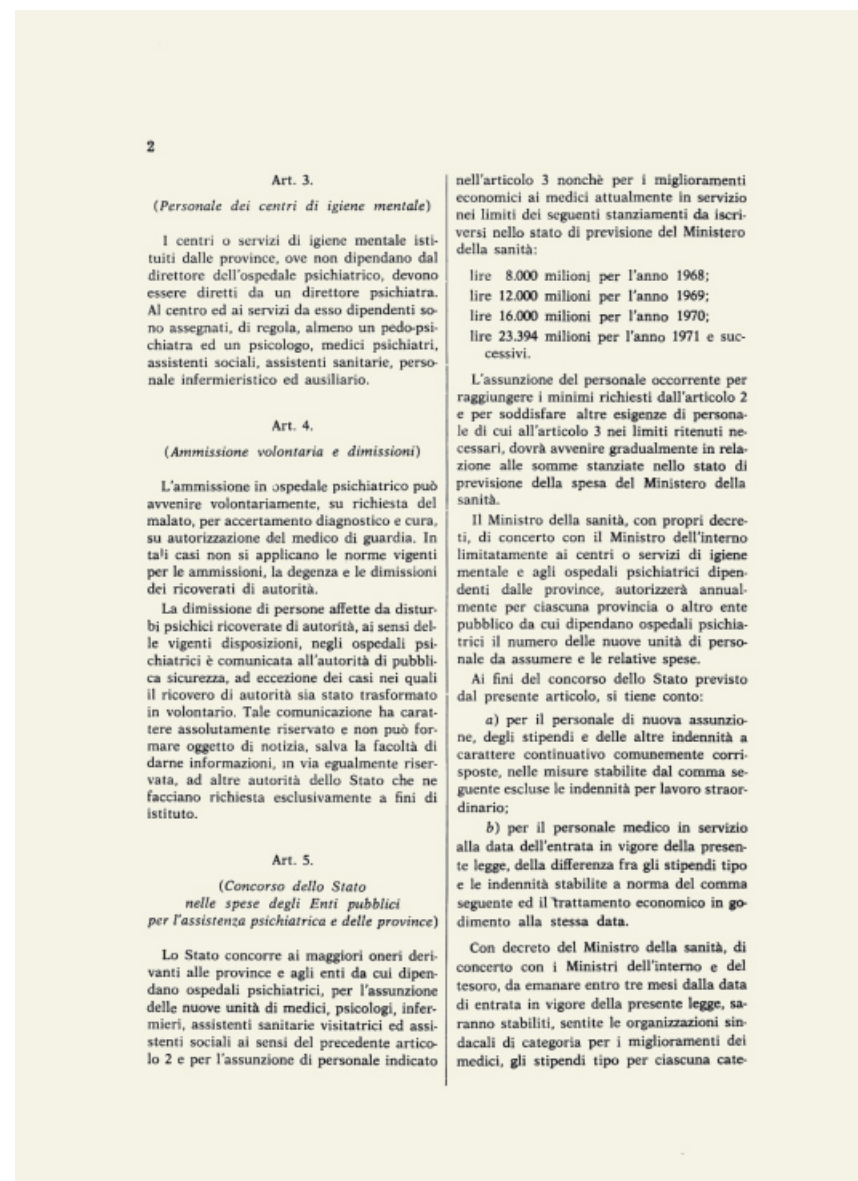 2
Art. 3.
(Personale dei centri di igiene mentale)
I centri o servizi di igiene mentale isti-
tuiti dalle province, ove non dipendano dal
direttore dell'ospedale psichiatrico, devono
essere diretti da un direttore psichiatra.
Al centro ed ai servizi da esso dipendenti so-
no assegnati, di regola, almeno un pedo-psi-
chiatra ed un psicologo, medici psichiatri,
assistenti sociali, assistenti sanitarie, perso-
nale infermieristico ed ausiliario.
Art. 4.
(Ammissione volontaria e dimissioni)
L'ammissione in ospedale psichiatrico può
avvenire volontariamente, su richiesta del
malato, per accertamento diagnostico e cura,
su autorizzazione del medico di guardia. In
tali casi non si applicano le norme vigenti
per le ammissioni, la degenza e le dimissioni
dei ricoverati di autorità.
La dimissione di persone affette da distur-
bi psichici ricoverate di autorità, ai sensi del-
le vigenti disposizioni, negli ospedali psi-
chiatrici è comunicata all'autorità di pubbli-
ca sicurezza, ad eccezione dei casi nei quali
il ricovero di autorità sia stato trasformato
in volontario. Tale comunicazione ha carat-
tere assolutamente riservato e non può for-
mare oggetto di notizia, salva la facoltà di
darne informazioni, in via egualmente riser-
vata, ad altre autorità dello Stato che ne
facciano richiesta esclusivamente a fini di
istituto.
Art. 5.
(Concorso dello Stato
nelle spese degli Enti pubblici
per l'assistenza psichiatrica e delle province)
Lo Stato concorre ai maggiori oneri deri-
vanti alle province e agli enti da cui dipen-
dano ospedali psichiatrici, per l'assunzione
delle nuove unità di medici, psicologi, infer-
mieri, assistenti sanitarie visitatrici ed assi-
stenti sociali ai sensi del precedente artico-
lo 2 e per l'assunzione di personale indicato
nell'articolo 3 nonchè per i miglioramenti
economici ai medici attualmente in servizio
nei limiti dei seguenti stanziamenti da iscri-
versi nello stato di previsione del Ministero
della sanità:
lire 8.000 milioni per l'anno 1968;
lire 12.000 milioni per l'anno 1969;
lire 16.000 milioni per l'anno 1970;
lire 23.394 milioni per l'anno 1971 e suc-
cessivi.
L'assunzione del personale occorrente per
raggiungere i minimi richiesti dall'articolo 2
e per soddisfare altre esigenze di persona-
le di cui all'articolo 3 nei limiti ritenuti ne-
cessari, dovrà avvenire gradualmente in rela-
zione alle somme stanziate nello stato di
previsione della spesa del Ministero della
sanità.
Il Ministro della sanità, con propri decre-
ti, di concerto con il Ministro dell'interno
limitatamente ai centri o servizi di igiene
mentale e agli ospedali psichiatrici dipen-
denti dalle province, autorizzerà annual-
mente per ciascuna provincia o altro ente
pubblico da cui dipendano ospedali psichia-
trici il numero delle nuove unità di perso-
nale da assumere e le relative spese.
Ai fini del concorso dello Stato previsto
dal presente articolo, si tiene conto:
a) per il personale di nuova assunzio-
ne, degli stipendi e delle altre indennità a
carattere continuativo comunemente corri-
sposte, nelle misure stabilite dal comma se-
guente escluse le indennità per lavoro straor-
dinario;
b) per il personale medico in servizio
alla data dell'entrata in vigore della presen-
te legge, della differenza fra gli stipendi tipo
e le indennità stabilite a norma del comma
seguente ed il trattamento economico in go-
dimento alla stessa data.
Con decreto del Ministro della sanità, di
concerto con i Ministri dell'interno e del
tesoro, da emanare entro tre mesi dalla data
di entrata in vigore della presente legge, sa-
ranno stabiliti, sentite le organizzazioni sin-
dacali di categoria per i miglioramenti dei
medici, gli stipendi tipo per ciascuna cate-